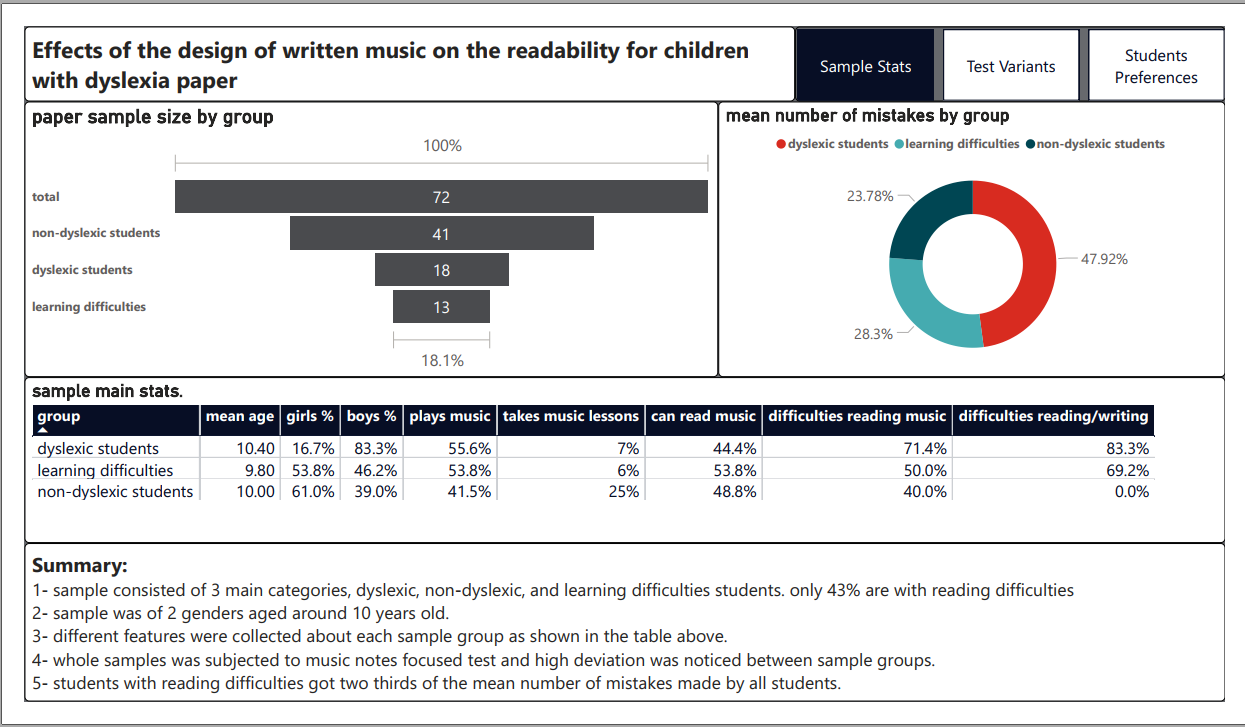 Effects of the design of written music on the readability for children
with dyslexia paper
Sample Stats
Test Variants
Students
Preferences
paper sample size by group
100%
total 72
non-dyslexic students 41
dyslexic students 18
learning difficulties 13
18.1%
mean number of mistakes by group
dyslexic students learning difficulties non-dyslexic students
23.78%
47.92%
28.3%
sample main stats.
group mean age girls % boys % plays music takes music lessons can read music difficulties reading music difficulties reading/writing
dyslexic students 10.40 16.7% 83.3% 55.6% 7% 44.4% 71.4% 83.3%
learning difficulties 9.80 53.8% 46.2% 53.8% 6% 53.8% 50.0% 69.2%
non-dyslexic students 10.00 61.0% 39.0% 41.5% 25% 48.8% 40.0% 0.0%
Summary:
1- sample consisted of 3 main categories, dyslexic, non-dyslexic, and learning difficulties students. only 43% are with reading difficulties
2- sample was of 2 genders aged around 10 years old.
3- different features were collected about each sample group as shown in the table above.
4- whole samples was subjected to music notes focused test and high deviation was noticed between sample groups.
5- students with reading difficulties got two thirds of the mean number of mistakes made by all students.